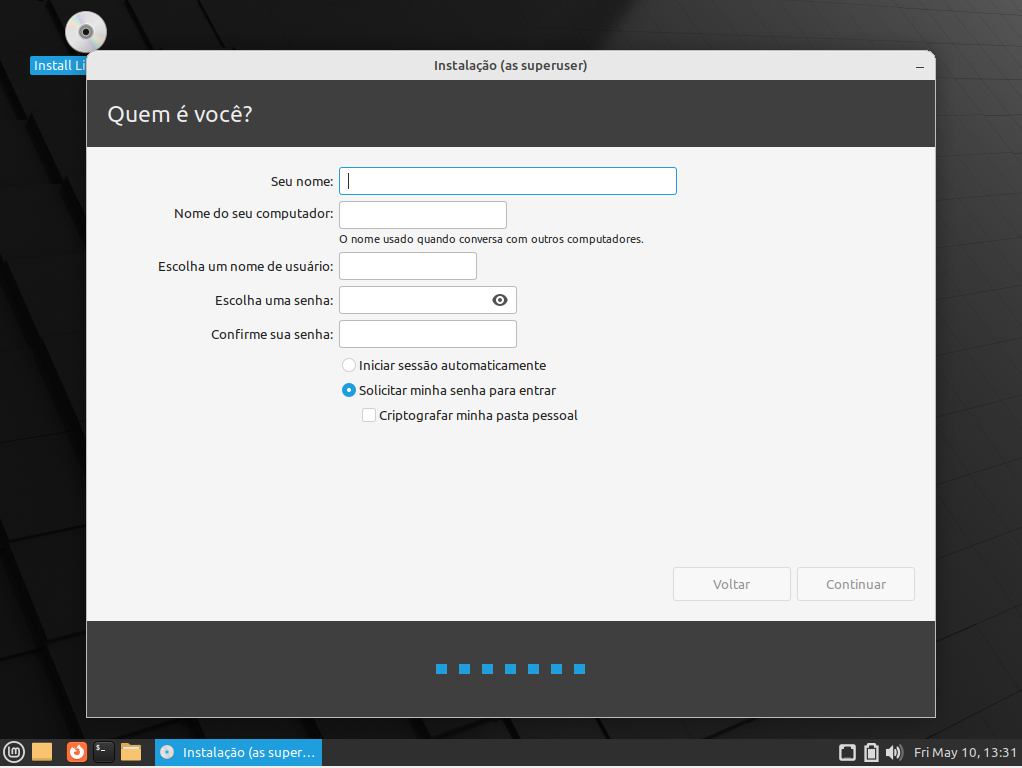 Install Li
Instalação (as superuser)
Quem é você?
Seu nome:
Nome do seu computador:
O nome usado quando conversa com outros computadores.
Escolha um nome de usuário:
Escolha uma senha:
Confirme sua senha:
Iniciar sessão automaticamente
Solicitar minha senha para entrar
Criptografar minha pasta pessoal
Voltar
Continuar
$-
Instalação (as super...
Fri May 10, 13:31